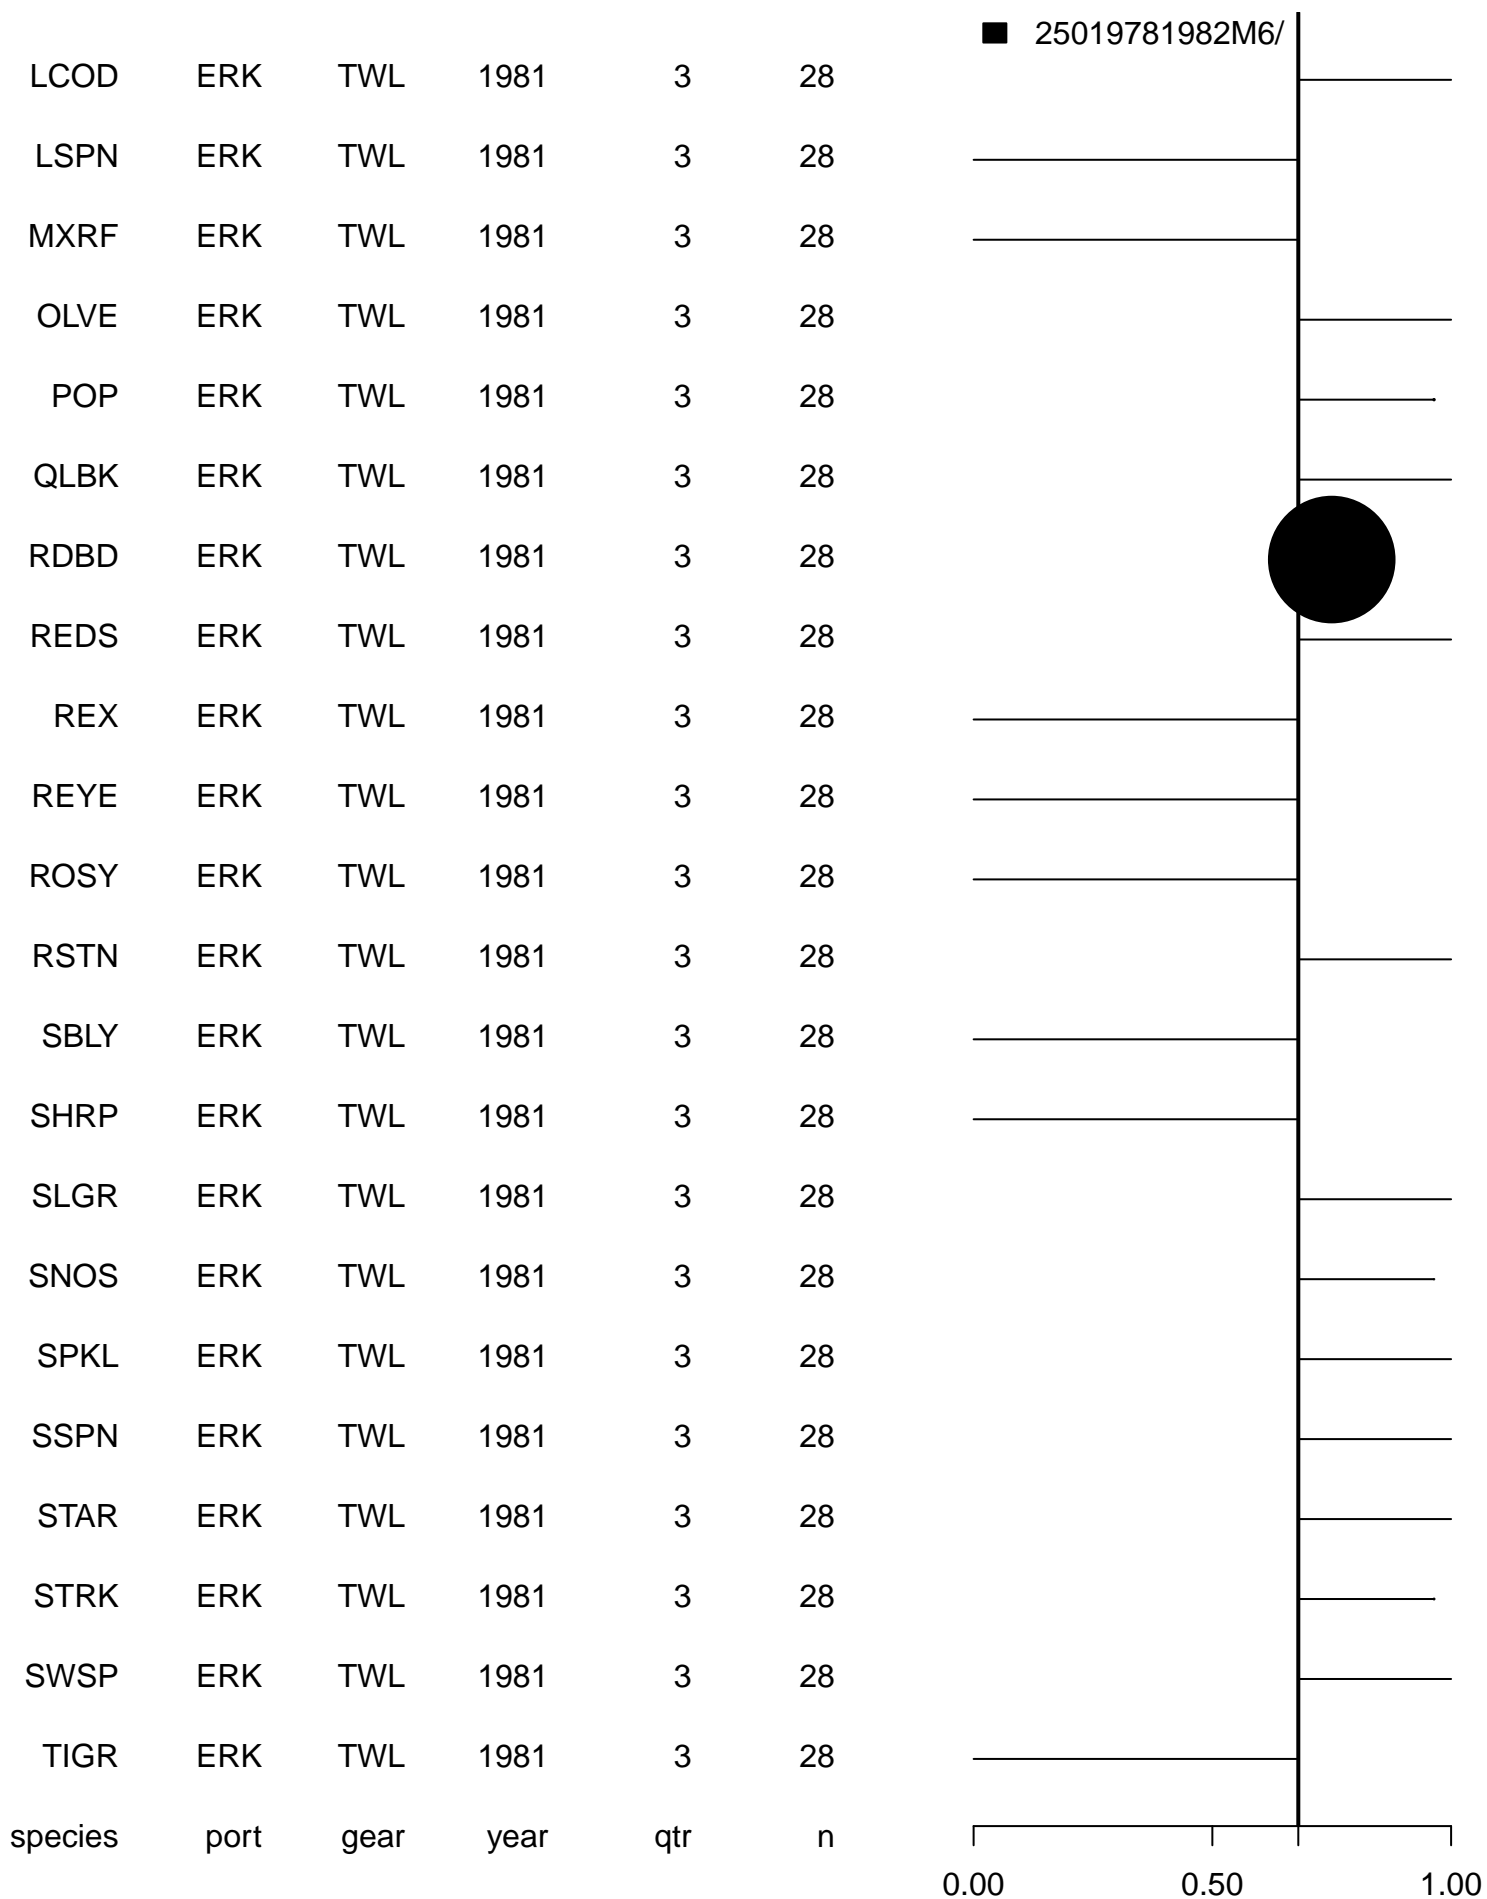 25019781982M6/
LCOD ERK TWL 1981 3 28
LSPN ERK TWL 1981 3 28
MXRF ERK TWL 1981 3 28
OLVE ERK TWL 1981 3 28
POP ERK TWL 1981 3 28
QLBK ERK TWL 1981 3 28
RDBD ERK TWL 1981 3 28
REDS ERK TWL 1981 3 28
REX ERK TWL 1981 3 28
REYE ERK TWL 1981 3 28
ROSY ERK TWL 1981 3 28
RSTN ERK TWL 1981 3 28
SBLY ERK TWL 1981 3 28
SHRP ERK TWL 1981 3 28
SLGR ERK TWL 1981 3 28
SNOS ERK TWL 1981 3 28
SPKL ERK TWL 1981 3 28
SSPN ERK TWL 1981 3 28
STAR ERK TWL 1981 3 28
STRK ERK TWL 1981 3 28
SWSP ERK TWL 1981 3 28
TIGR ERK TWL 1981 3 28
species port gear year qtr n
0.00 0.50 1.00